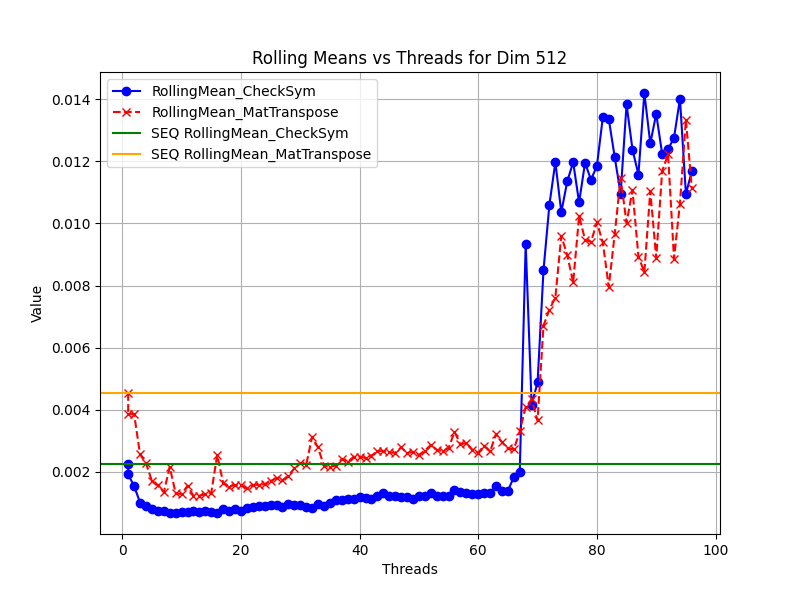 Rolling Means vs Threads for Dim 512
RollingMean_CheckSym
RollingMean_MatTranspose
SEQ RollingMean_CheckSym
SEQ RollingMean_MatTranspose
0.014
0.012
0.010
0.008
0.006
0.004
0.002
Value
0 20 40 60 80 100
Threads